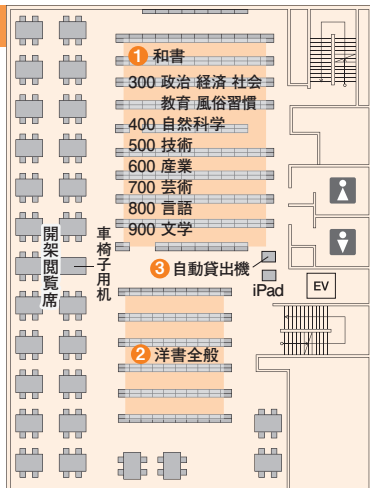 1 和書
300 政治 経済 社会
教育 風俗習慣
400 自然科学
500 技術
600 産業
700 芸術
800 言語
900 文学
開架閲覧席
車椅子用机
3 自動貸出機
iPad
EV
2 洋書全般